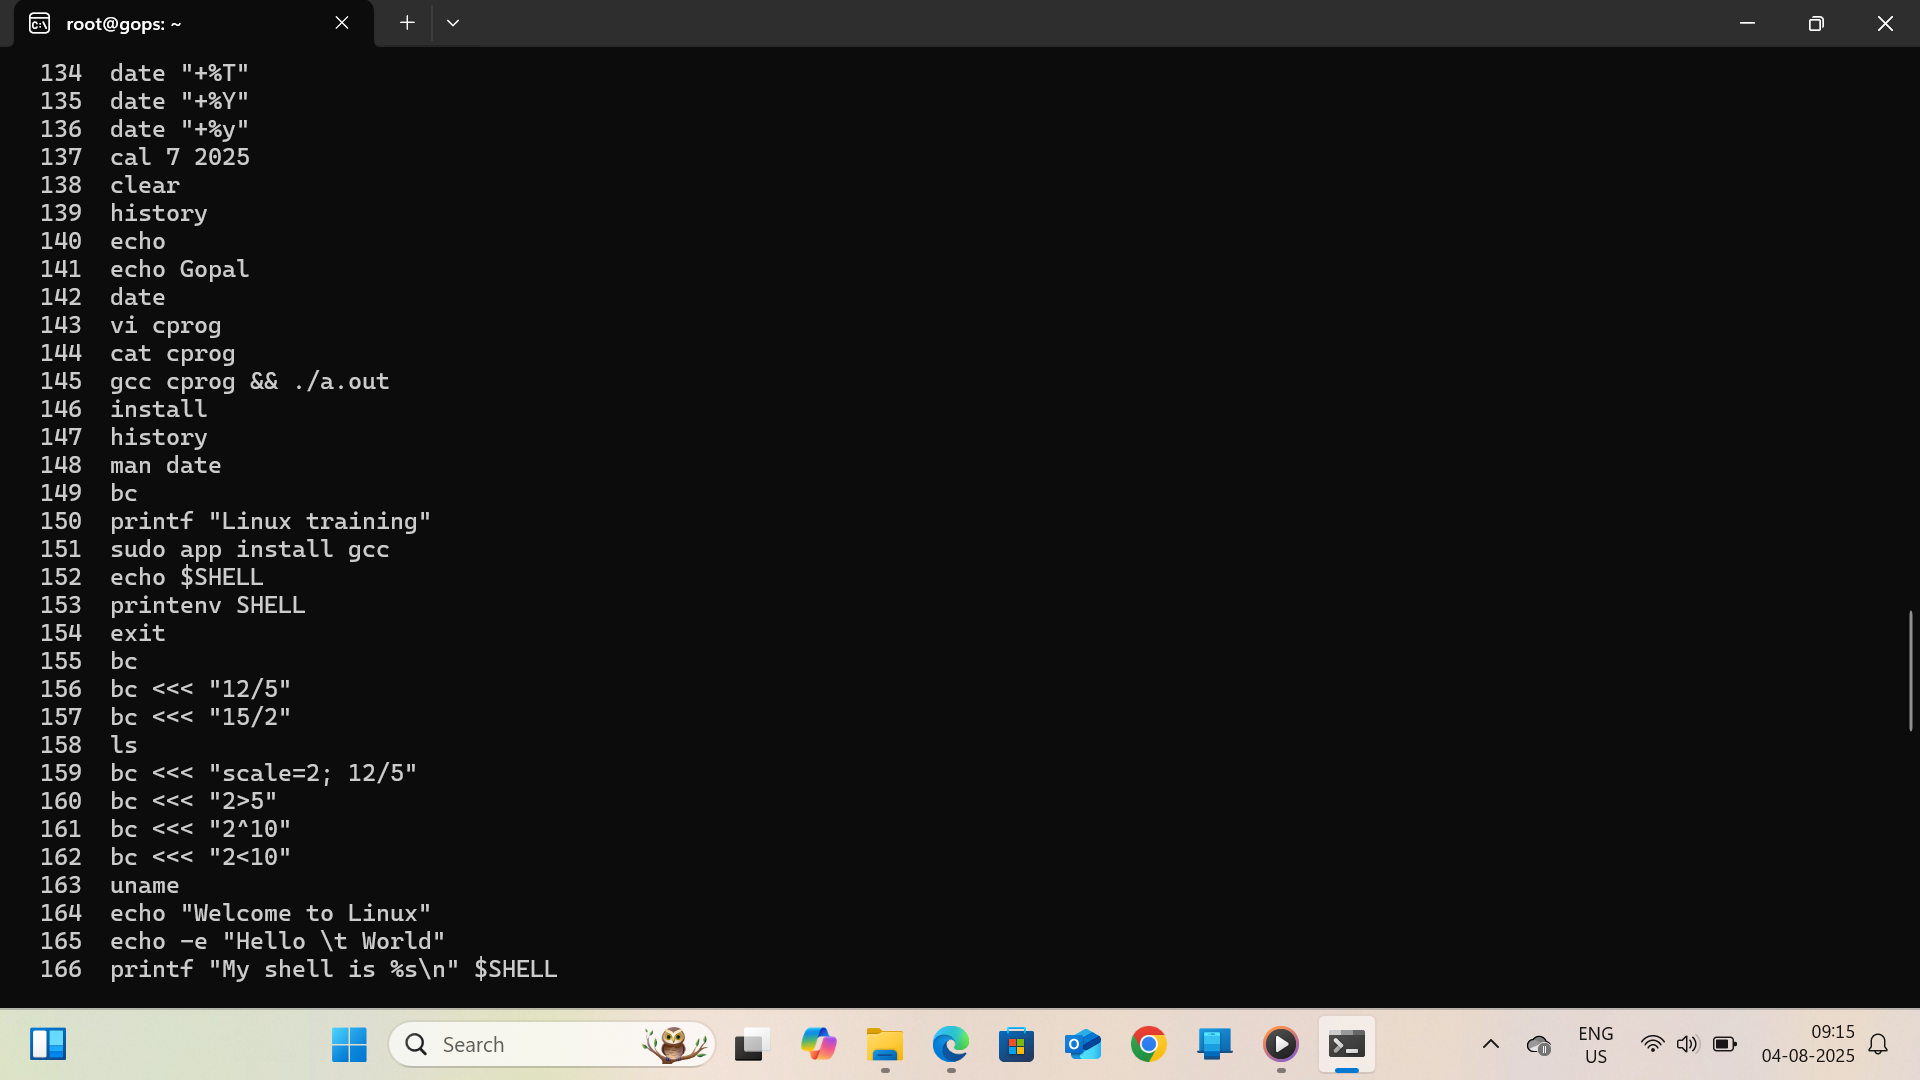 root@gops: ~
134 date "+%T"
135 date "+%Y"
136 date "+%y"
137 cal 7 2025
138 clear
139 history
140 echo
141 echo Gopal
142 date
143 vi cprog
144 cat cprog
145 gcc cprog && ./a.out
146 install
147 history
148 man date
149 bc
150 printf "Linux training"
151 sudo app install gcc
152 echo $SHELL
153 printenv SHELL
154 exit
155 bc
156 bc <<< "12/5"
157 bc <<< "15/2"
158 ls
159 bc <<< "scale=2; 12/5"
160 bc <<< "2>5"
161 bc <<< "2^10"
162 bc <<< "2<10"
163 uname
164 echo "Welcome to Linux"
165 echo -e "Hello \t World"
166 printf "My shell is %s\n" $SHELL
Search
ENG
US
09:15
04-08-2025